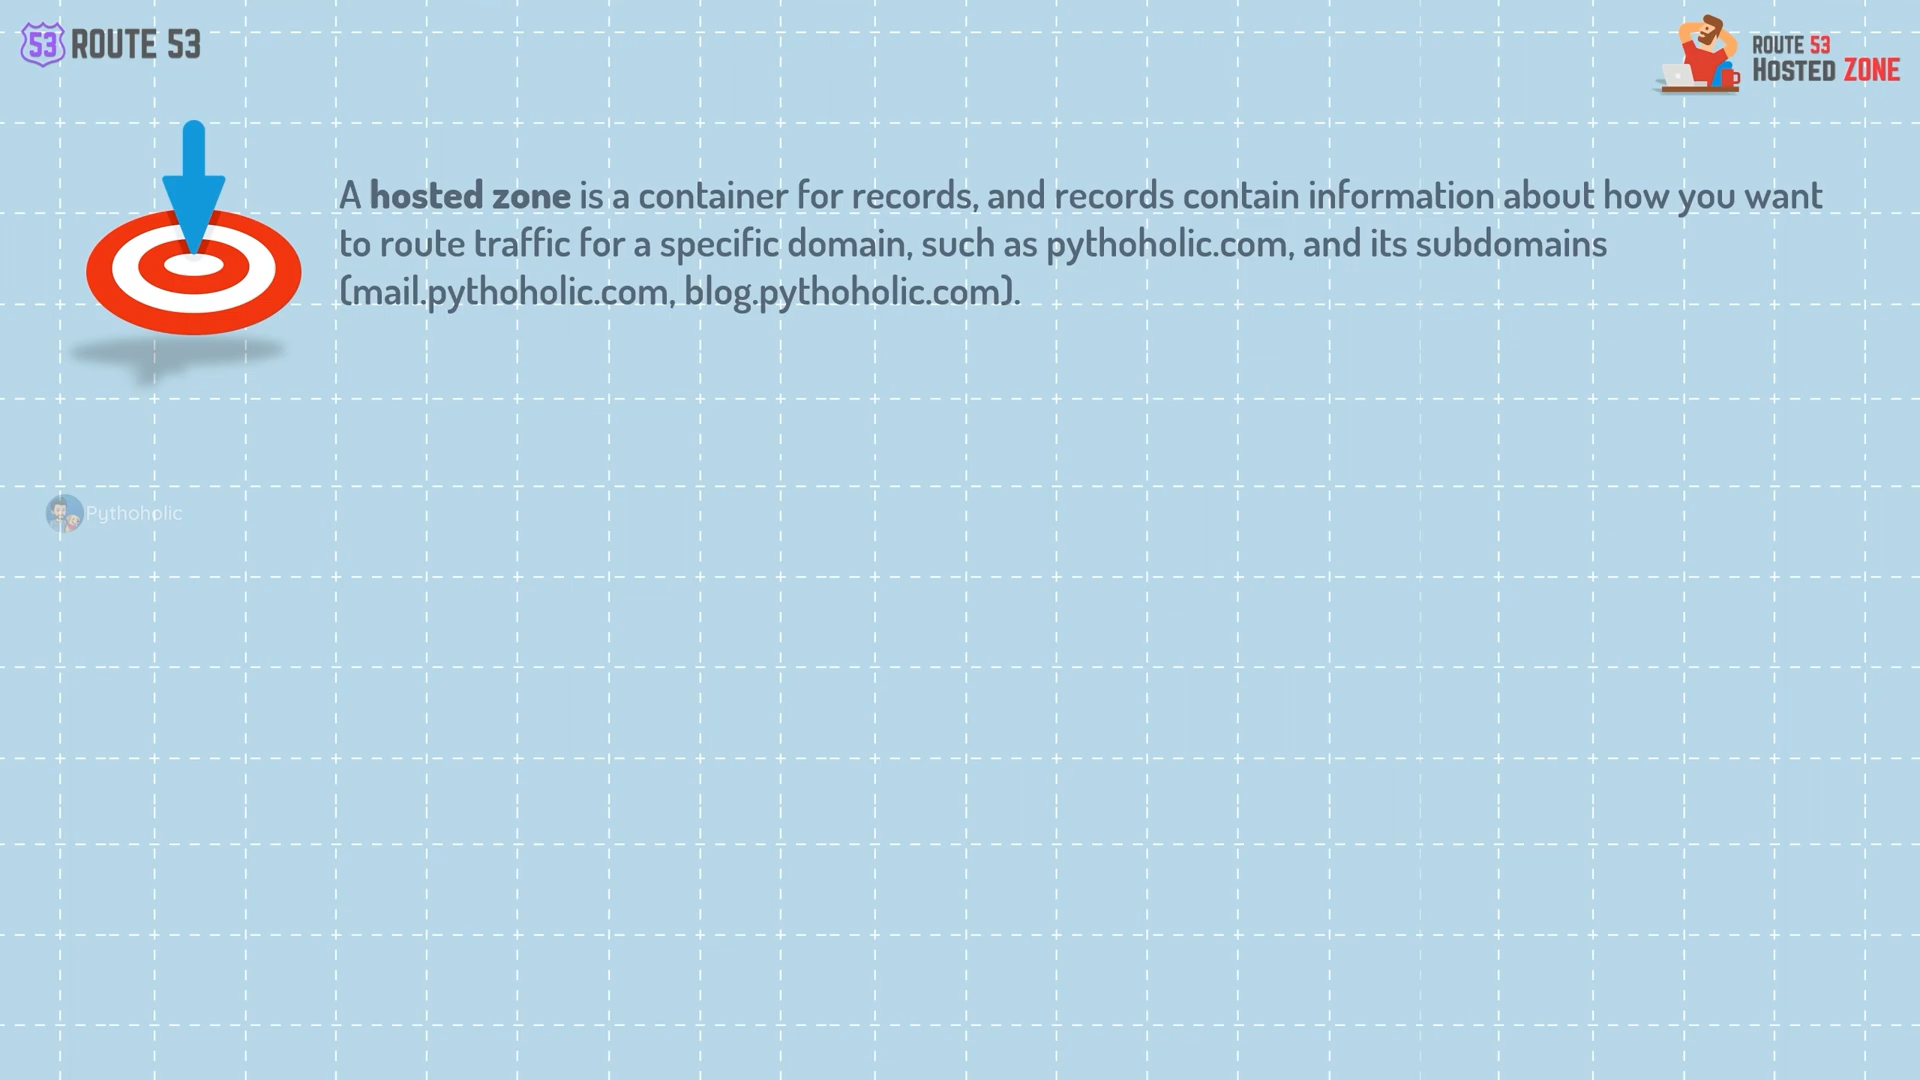 53 ROUTE 53
ROUTE 53
HOSTED ZONE
A hosted zone is a container for records, and records contain information about how you want
to route traffic for a specific domain, such as pythoholic.com, and its subdomains
(mail.pythoholic.com, blog.pythoholic.com).
Pythoholic